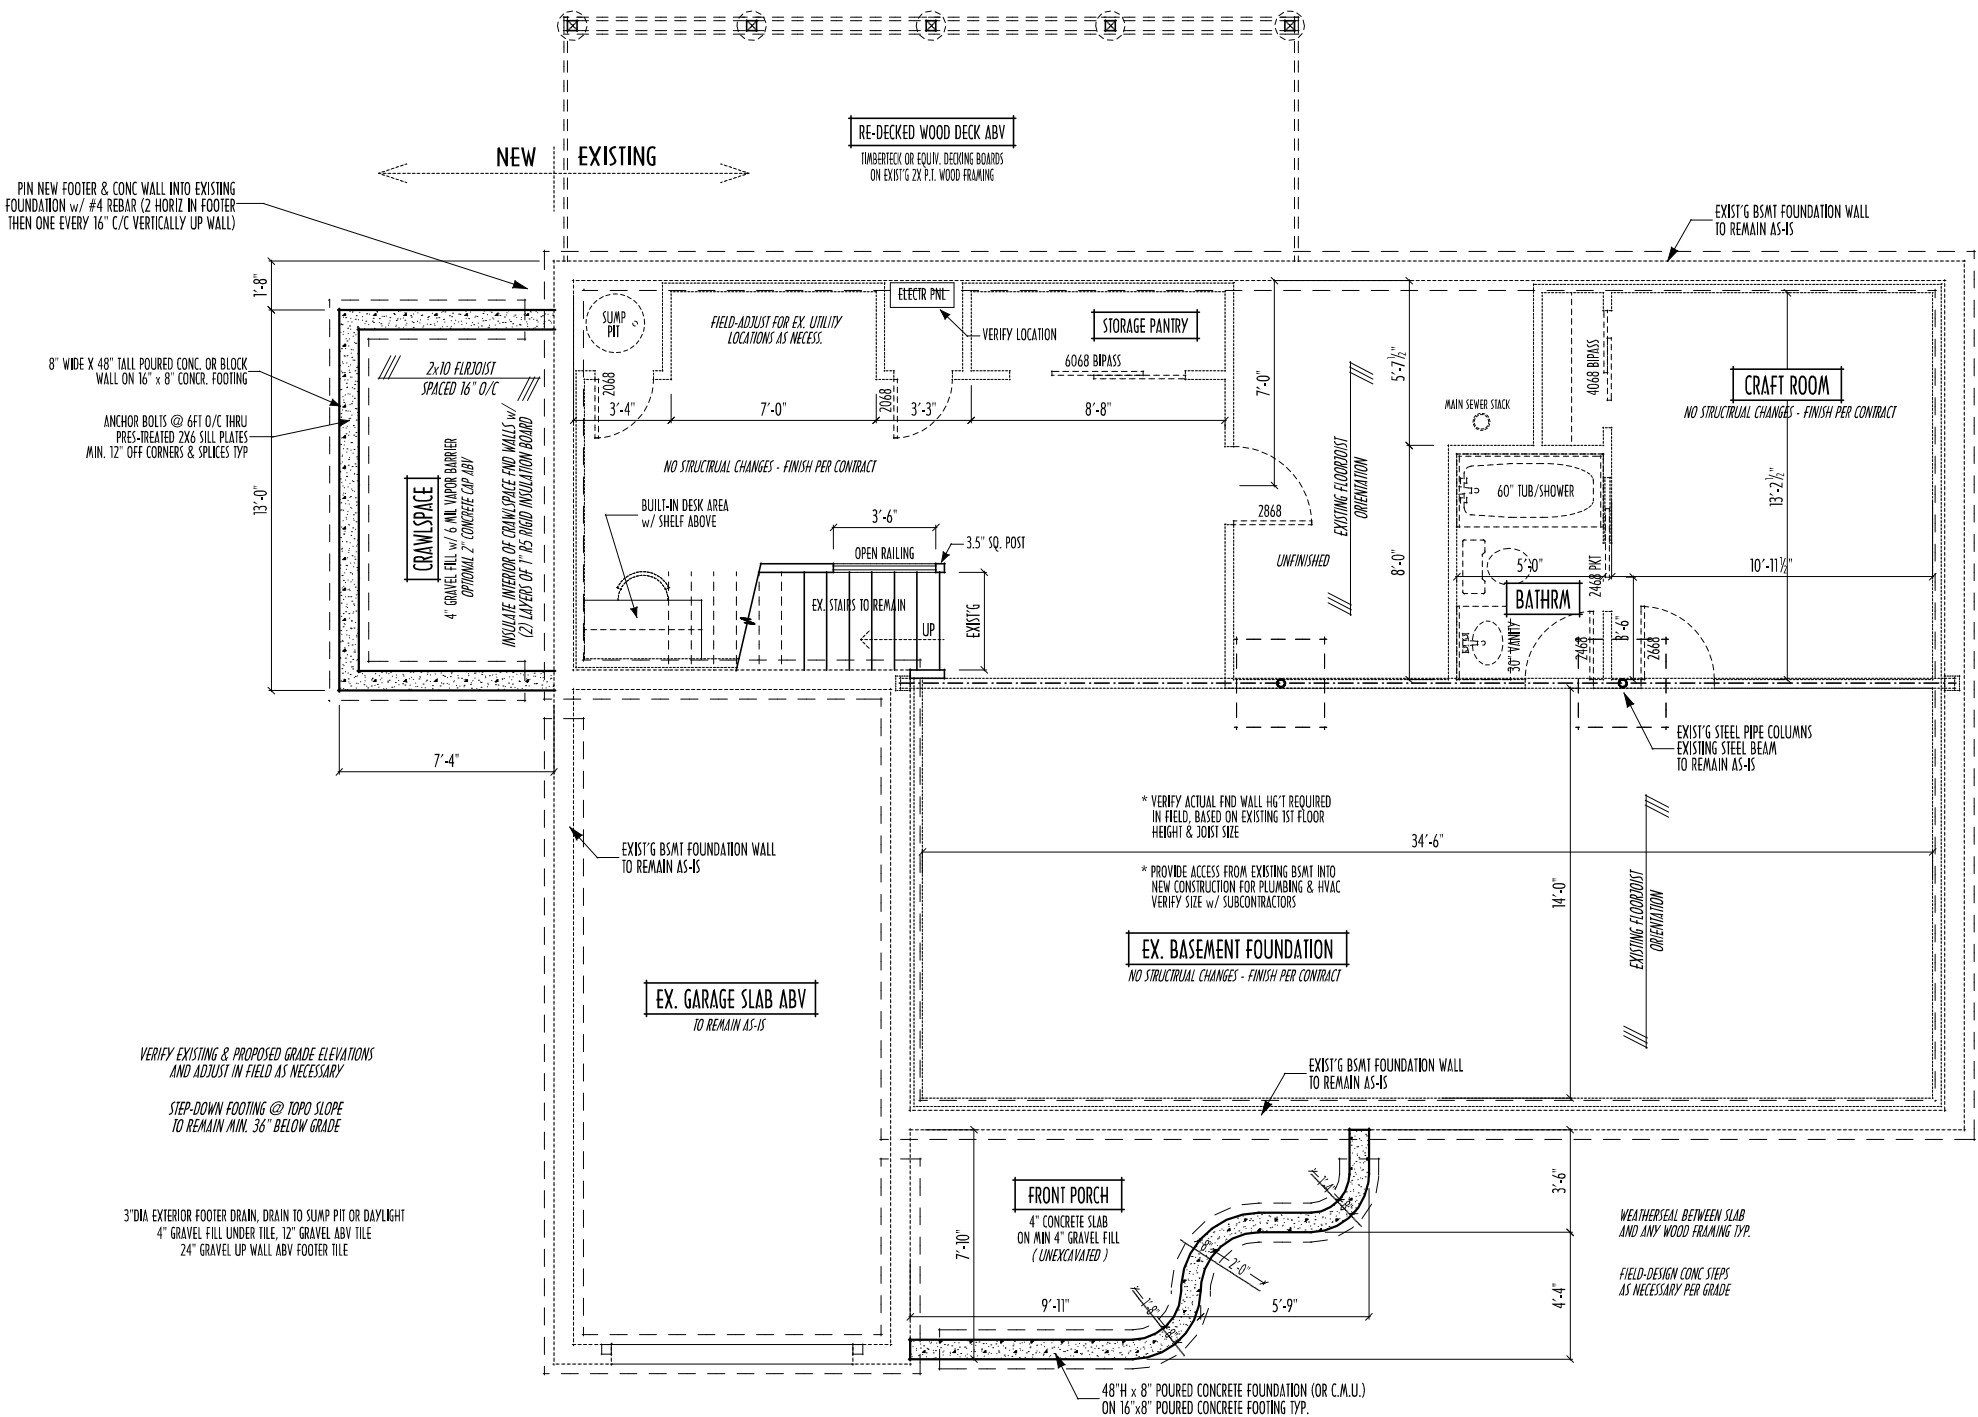 RE-DECKED WOOD DECK ABV
TIMBERTECK OR EQUIV. DECKING BOARDS
ON EXIST'G 2X P.T. WOOD FRAMING
NEW
EXISTING
PIN NEW FOOTER & CONC WALL INTO EXISTING
FOUNDATION w/ #4 REBAR (2 HORIZ IN FOOTER
THEN ONE EVERY 16" C/C VERTICALLY UP WALL)
EXIST'G BSMT FOUNDATION WALL
TO REMAIN AS-IS
1'-8"
13'-0"
8" WIDE X 48" TALL POURED CONC. OR BLOCK
WALL ON 16" x 8" CONCR. FOOTING
ANCHOR BOLTS @ 6FT O/C THRU
PRES-TREATED 2X6 SILL PLATES
MIN. 12" OFF CORNERS & SPLICES TYP
2x10 FLRJOIST
SPACED 16" O/C
CRAWLSPACE
4" GRAVEL FILL w/ 6 MIL VAPOR BARRIER
OPTIONAL 2" CONCRETE CAP ABV
INSULATE INTERIOR OF CRAWLSPACE FND WALLS w/
(2) LAYERS OF 1" R5 RIGID INSULATION BOARD
7'-4"
SUMP
PIT
2068
FIELD-ADJUST FOR EX. UTILITY
LOCATIONS AS NECESS.
ELECTR PNL
VERIFY LOCATION
2068
STORAGE PANTRY
6068 BIPASS
3'-4"
7'-0"
3'-3"
8'-8"
NO STRUCTRUAL CHANGES - FINISH PER CONTRACT
BUILT-IN DESK AREA
w/ SHELF ABOVE
3'-6"
OPEN RAILING
3.5" SQ. POST
EX. STAIRS TO REMAIN
UP
EXIST'G
7'-0"
2868
UNFINISHED
EXISTING FLOORJOIST
ORIENTATION
5'-7½"
8'-0"
MAIN SEWER STACK
4068 BIPASS
CRAFT ROOM
NO STRUCTURAL CHANGES - FINISH PER CONTRACT
13'-2½"
10'-11½"
60" TUB/SHOWER
5'-0"
2468 PKT
BATHRM
30" VANITY
2468
3'-6"
2668
EXIST'G STEEL PIPE COLUMNS
EXISTING STEEL BEAM
TO REMAIN AS-IS
* VERIFY ACTUAL FND WALL HG'T REQUIRED
IN FIELD, BASED ON EXISTING 1ST FLOOR
HEIGHT & JOIST SIZE
34'-6"
* PROVIDE ACCESS FROM EXISTING BSMT INTO
NEW CONSTRUCTION FOR PLUMBING & HVAC
VERIFY SIZE w/ SUBCONTRACTORS
14'-0"
EXISTING FLOORJOIST
ORIENTATION
EX. BASEMENT FOUNDATION
NO STRUCTRUAL CHANGES - FINISH PER CONTRACT
EXIST'G BSMT FOUNDATION WALL
TO REMAIN AS-IS
EX. GARAGE SLAB ABV
TO REMAIN AS-IS
EXIST'G BSMT FOUNDATION WALL
TO REMAIN AS-IS
VERIFY EXISTING & PROPOSED GRADE ELEVATIONS
AND ADJUST IN FIELD AS NECESSARY
STEP-DOWN FOOTING @ TOPO SLOPE
TO REMAIN MIN. 36" BELOW GRADE
3"DIA EXTERIOR FOOTER DRAIN, DRAIN TO SUMP PIT OR DAYLIGHT
4" GRAVEL FILL UNDER TILE, 12" GRAVEL ABV TILE
24" GRAVEL UP WALL ABV FOOTER TILE
FRONT PORCH
4" CONCRETE SLAB
ON MIN 4" GRAVEL FILL
( UNEXCAVATED )
7'-10"
9'-11"
5'-9"
1'-4"
8"
8"
2'-0"
1'-8"
8"
3'-6"
4'-4"
WEATHERSEAL BETWEEN SLAB
AND ANY WOOD FRAMING TYP.
FIELD-DESIGN CONC STEPS
AS NECESSARY PER GRADE
48"H x 8" POURED CONCRETE FOUNDATION (OR C.M.U.)
ON 16"x8" POURED CONCRETE FOOTING TYP.